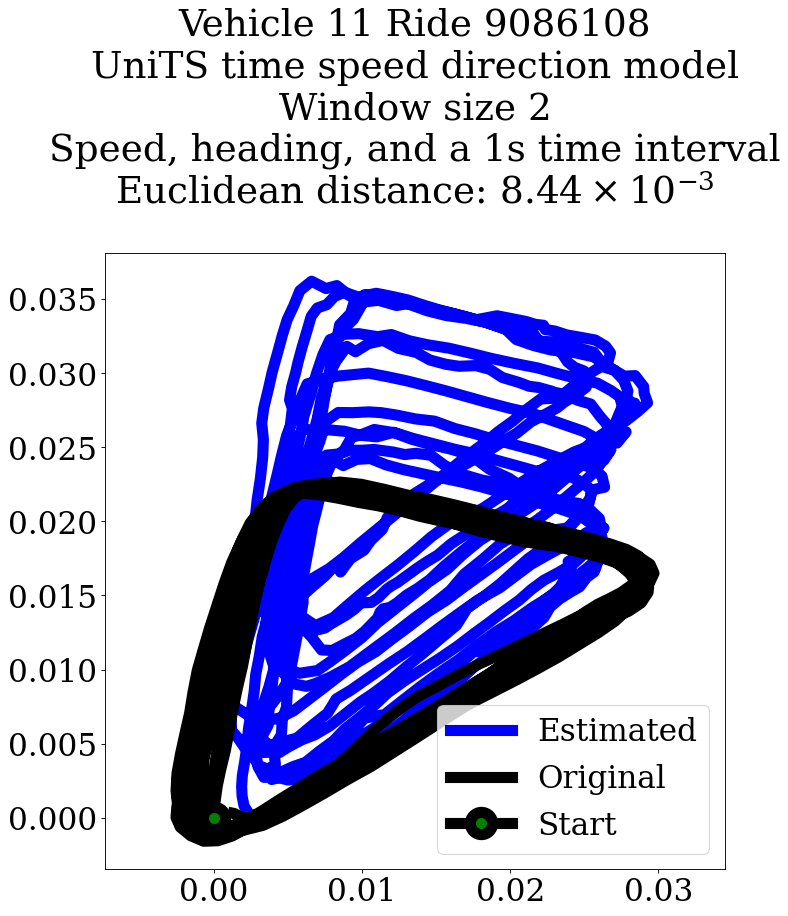 Vehicle 11 Ride 9086108
UniTS time speed direction model
Window size 2
Speed, heading, and a 1s time interval
Euclidean distance: 8.44 × 10⁻³
0.035
0.030
0.025
0.020
0.015
0.010
0.005
0.000
Estimated
Original
Start
0.00 0.01 0.02 0.03